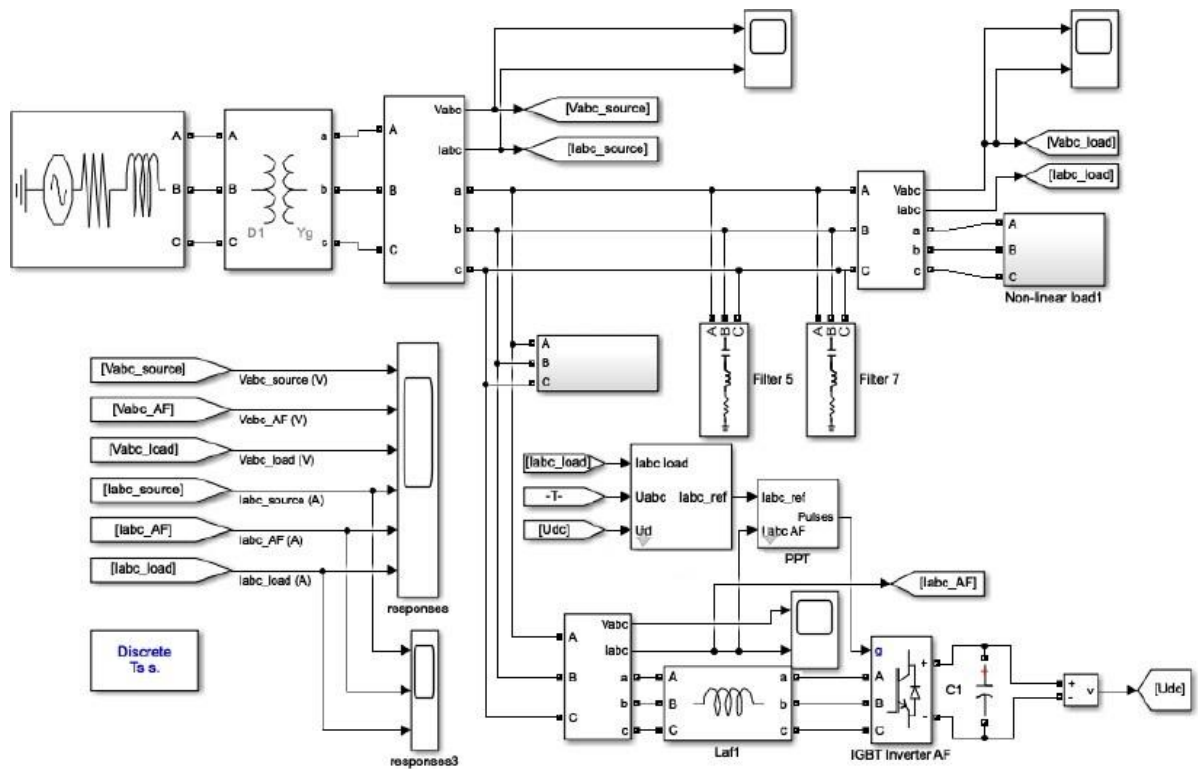 Vabc
Iabc
[Vabc_source]
[Iabc_source]
A
B
C
A
B
C
D1
Yg
a
b
c
A
B
C
a
b
c
A
B
C
Vabc
Iabc
a
b
c
[Vabc_load]
[Iabc_load]
A
B
C
Non-linear load1
A
B
C
Filter 5
A
B
C
Filter 7
A
B
C
[Vabc_source]
Vabc_source (V)
[Vabc_AF]
Vabc_AF (V)
[Vabc_load]
Vabc_load (V)
[Iabc_source]
Iabc_source (A)
[Iabc_AF]
Iabc_AF (A)
[Iabc_load]
Iabc_load (A)
responses
responses3
Discrete
Ts s.
[Iabc_load]
-T-
[Udc]
Iabc load
Uabc
Ud
Iabc_ref
Iabc_ref
Pulses
Iabc AF
PPT
[Iabc_AF]
A
B
C
Vabc
Iabc
a
b
c
A
B
C
a
b
c
Laf1
g
A
B
C
+
-
IGBT Inverter AF
C1
+
+
-
v
[Udc]